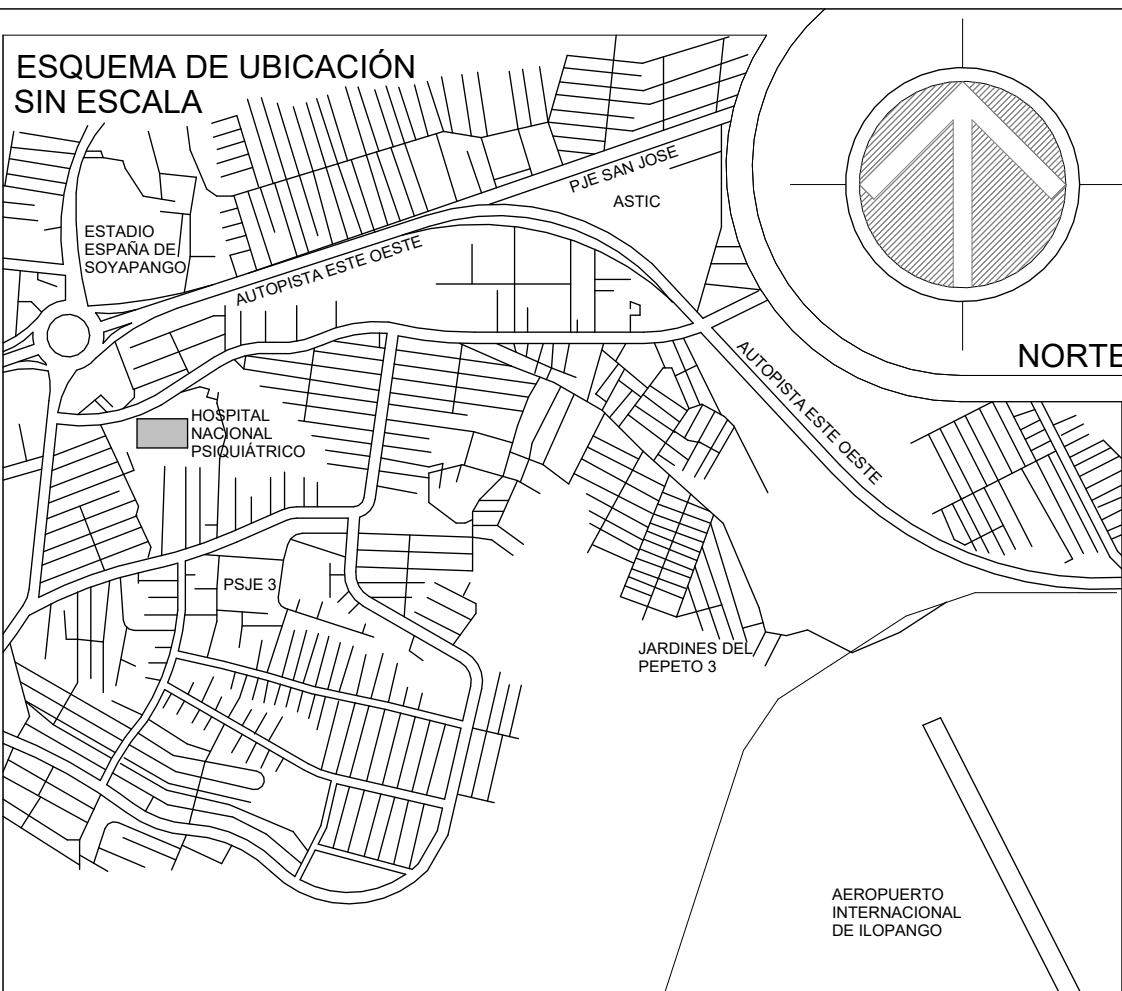 ESQUEMA DE UBICACIÓN
SIN ESCALA
PJE SAN JOSE
ASTIC
ESTADIO
ESPAÑA DE
SOYAPANGO
AUTOPISTA ESTE OESTE
NORTE
AUTOPISTA ESTE OESTE
HOSPITAL
NACIONAL
PSIQUIÁTRICO
PSJE 3
JARDINES DEL
PEPETO 3
AEROPUERTO
INTERNACIONAL
DE ILOPANGO